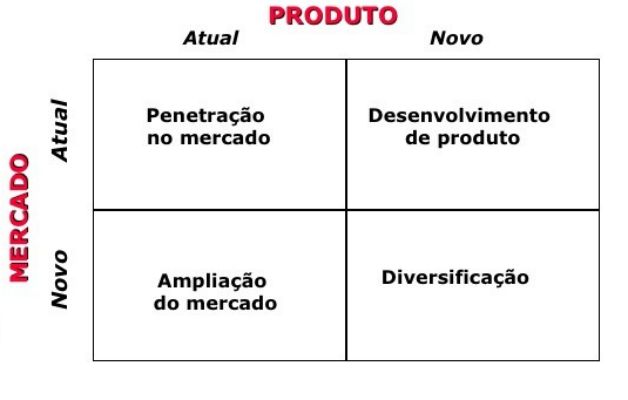 PRODUTO
Atual Novo
MERCADO
Atual
Penetração
no mercado
Desenvolvimento
de produto
Novo
Ampliação
do mercado
Diversificação